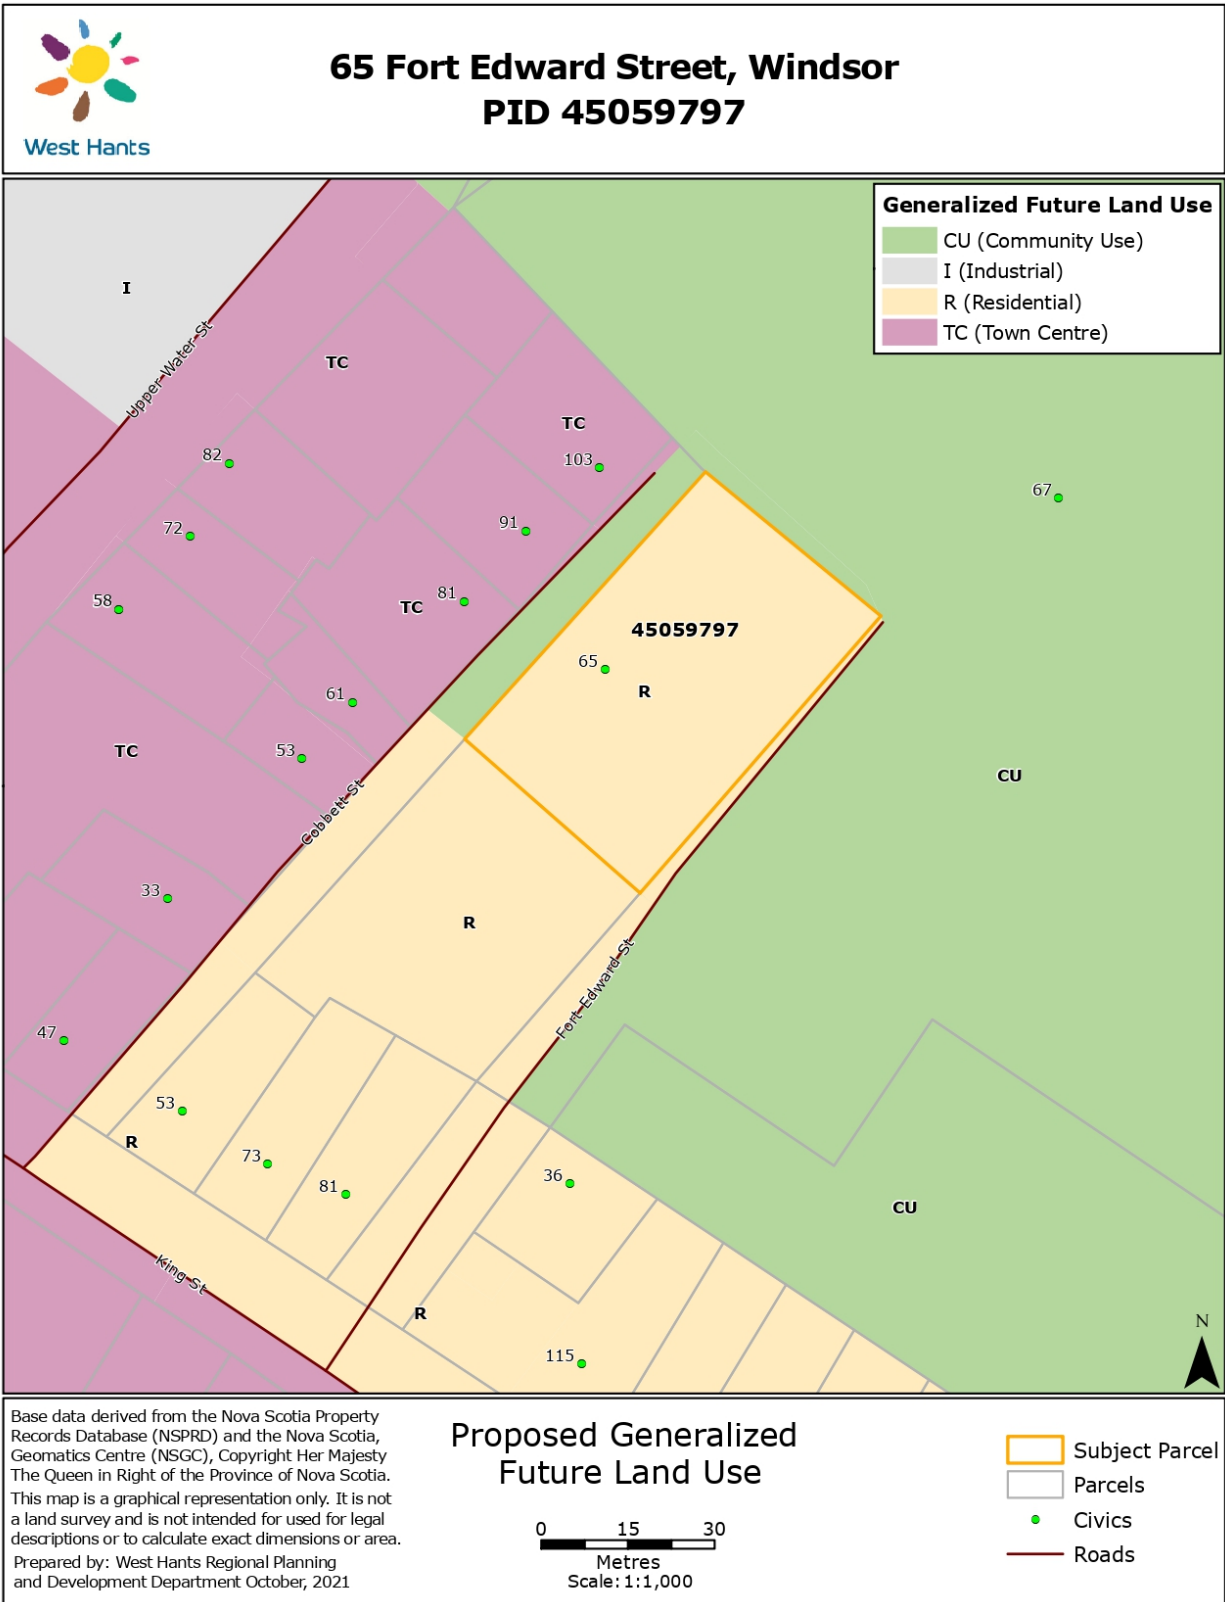 West Hants
65 Fort Edward Street, Windsor
PID 45059797
Generalized Future Land Use
CU (Community Use)
I (Industrial)
R (Residential)
TC (Town Centre)
I
Upper Water St
TC
TC
103
82
67
91
72
81
TC
58
45059797
65
R
61
53
TC
CU
Cobbett St
33
R
Fort Edward St
47
53
R
73
81
36
CU
King St
R
115
N
Base data derived from the Nova Scotia Property
Records Database (NSPRD) and the Nova Scotia,
Geomatics Centre (NSGC), Copyright Her Majesty
The Queen in Right of the Province of Nova Scotia.
This map is a graphical representation only. It is not
a land survey and is not intended for used for legal
descriptions or to calculate exact dimensions or area.
Prepared by: West Hants Regional Planning
and Development Department October, 2021
Proposed Generalized
Future Land Use
0 15 30
Metres
Scale: 1:1,000
Subject Parcel
Parcels
Civics
Roads